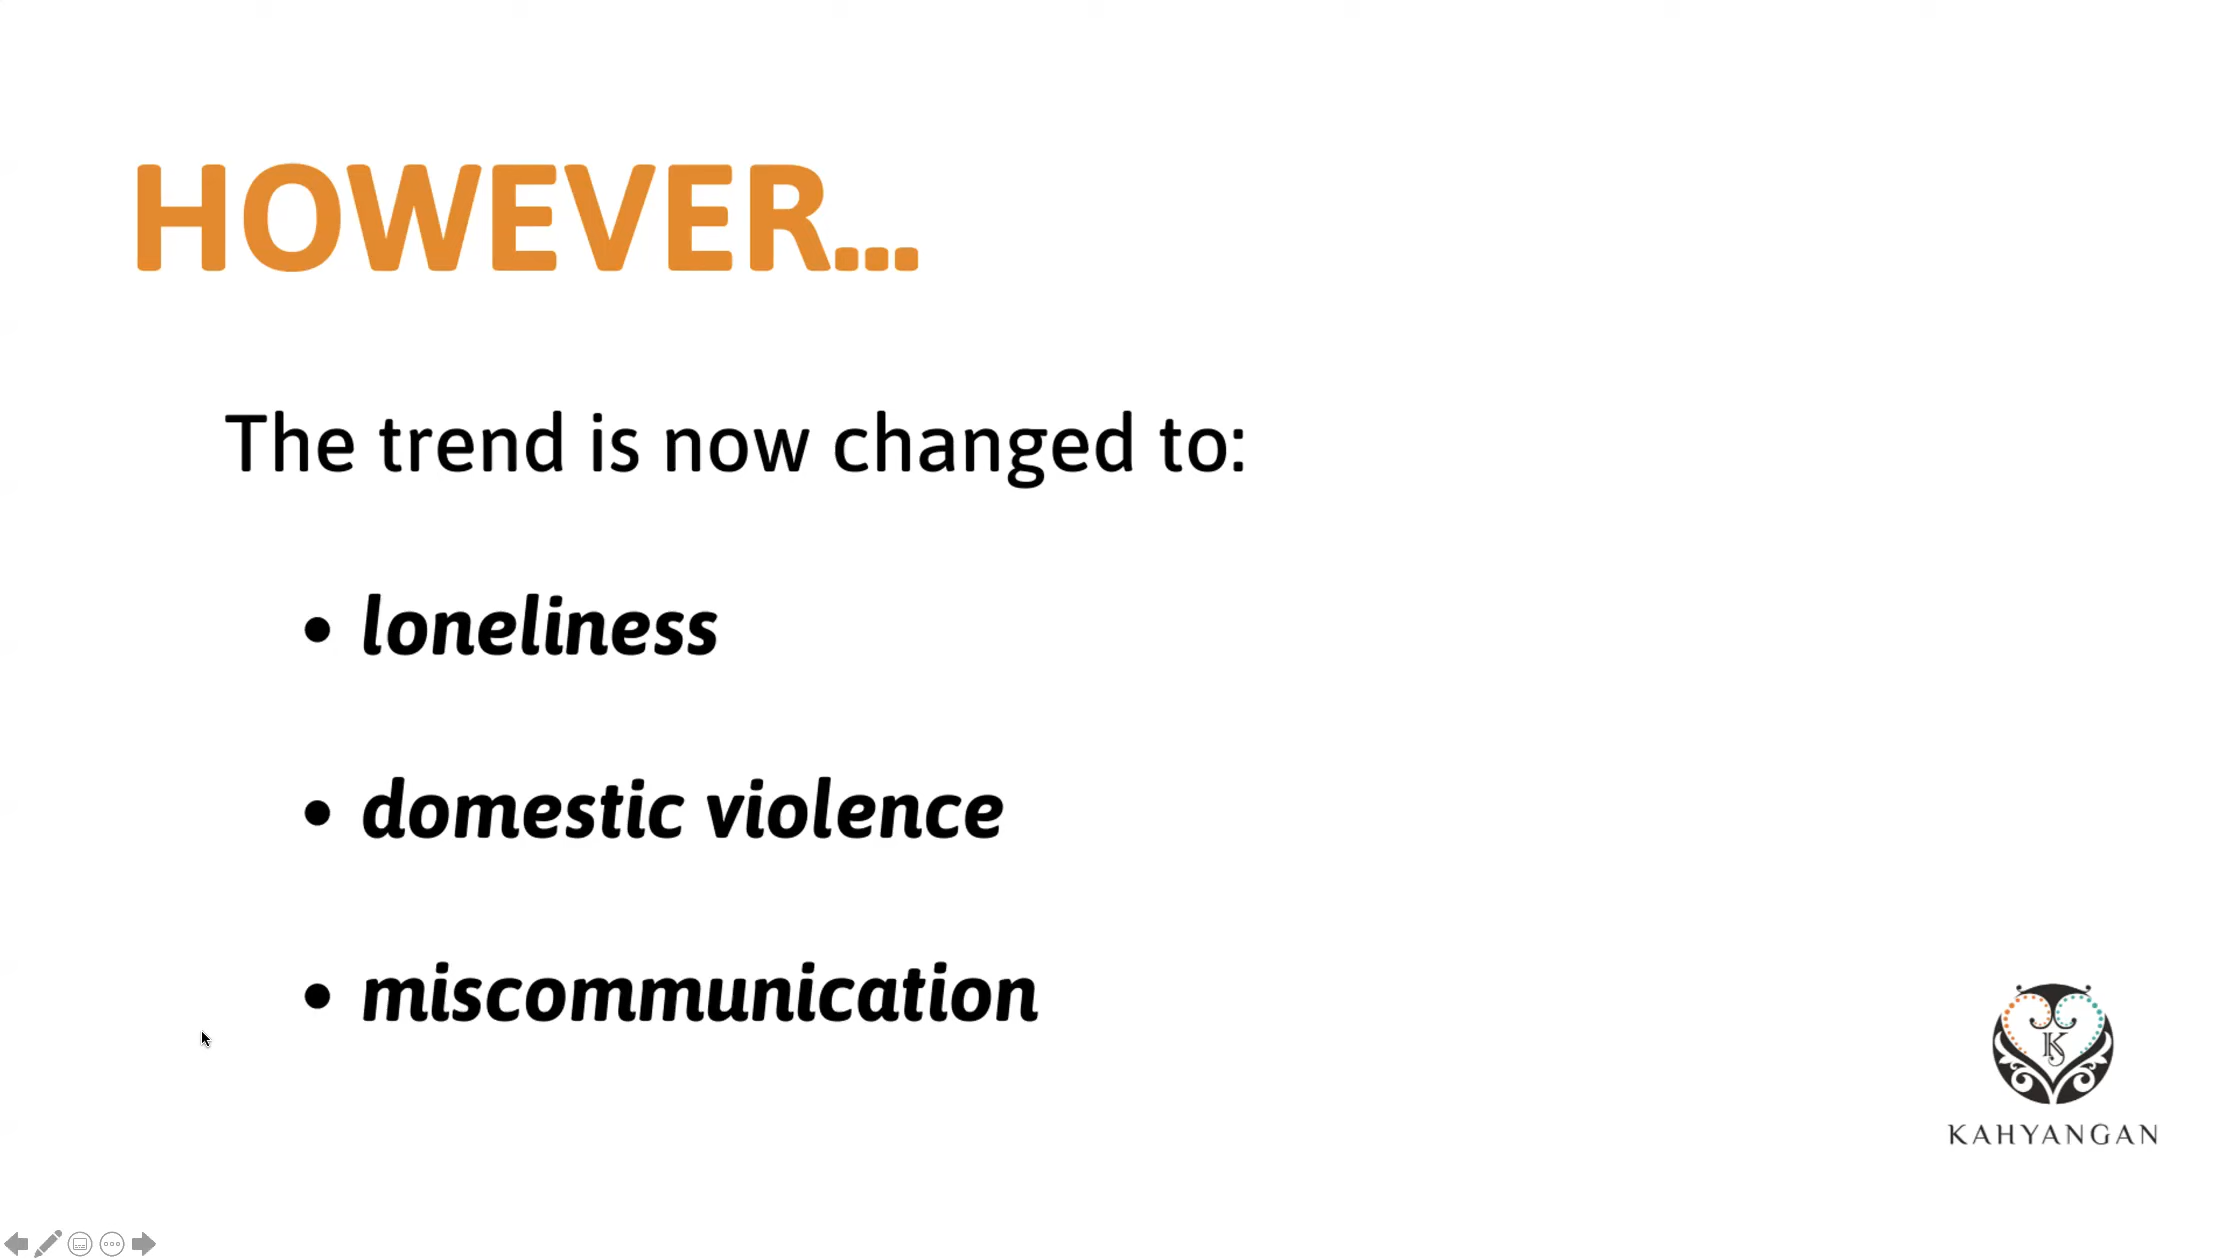 HOWEVER...
The trend is now changed to:
• loneliness
• domestic violence
• miscommunication
K
KAHYANGAN